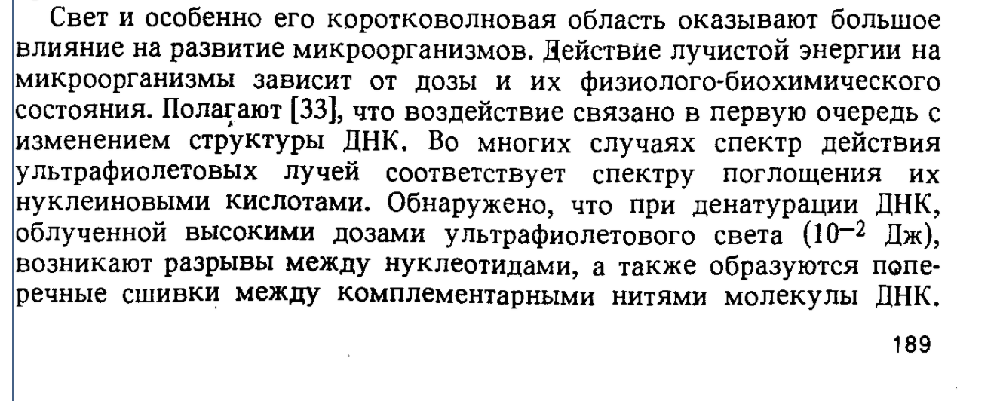 Свет и особенно его коротковолновая область оказывают большое
влияние на развитие микроорганизмов. Действие лучистой энергии на
микроорганизмы зависит от дозы и их физиолого-биохимического
состояния. Полагают [33], что воздействие связано в первую очередь с
изменением структуры ДНК. Во многих случаях спектр действия
ультрафиолетовых лучей соответствует спектру поглощения их
нуклеиновыми кислотами. Обнаружено, что при денатурации ДНК,
облученной высокими дозами ультрафиолетового света (10⁻² Дж),
возникают разрывы между нуклеотидами, а также образуются попе-
речные сшивки между комплементарными нитями молекулы ДНК.
189